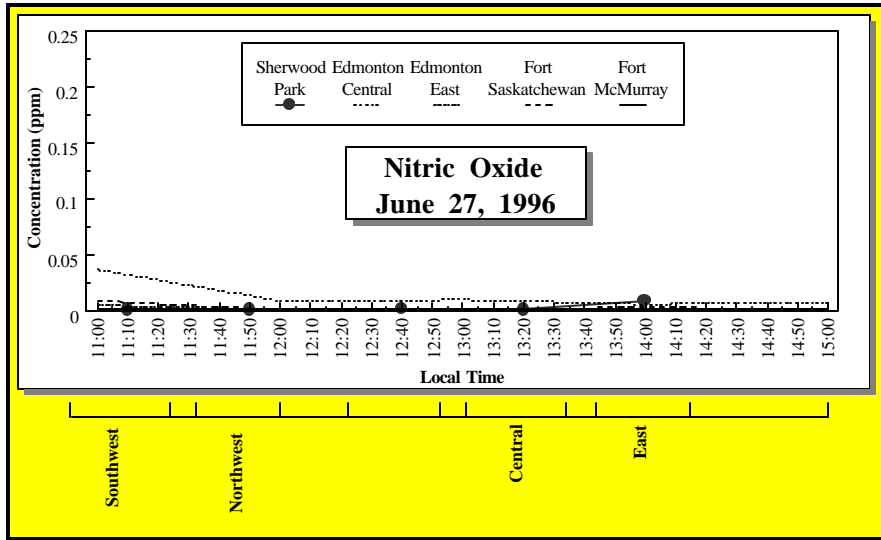 0.25
0.2
0.15
0.1
0.05
0
Concentration (ppm)
Sherwood Edmonton Edmonton Fort Fort
Park Central East Saskatchewan McMurray
Nitric Oxide
June 27, 1996
11:00 11:10 11:20 11:30 11:50 12:00 12:10 12:20 12:40 12:50 13:00 13:10 13:20 13:30 13:40 13:50 14:00 14:10 14:20 14:30 14:40 14:50 15:00
Local Time
Southwest
Northwest
Central
East